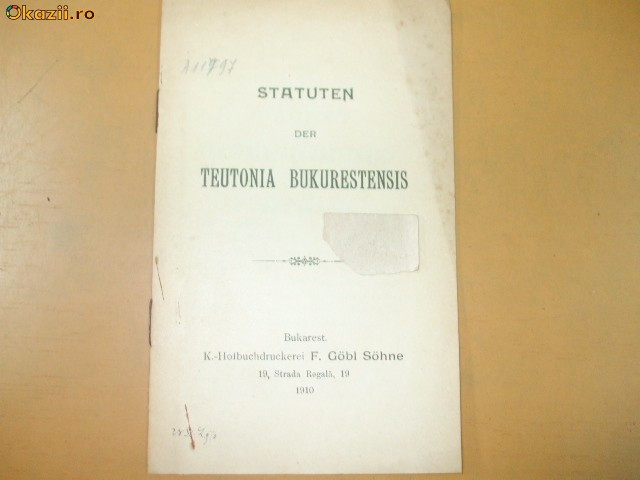 Okazii.ro
STATUTEN
DER
TEUTONIA BUKURESTENSIS
Bukarest.
K.-Hofbuchdruckerei F. Göbl Söhne
19, Strada Regală, 19
1910